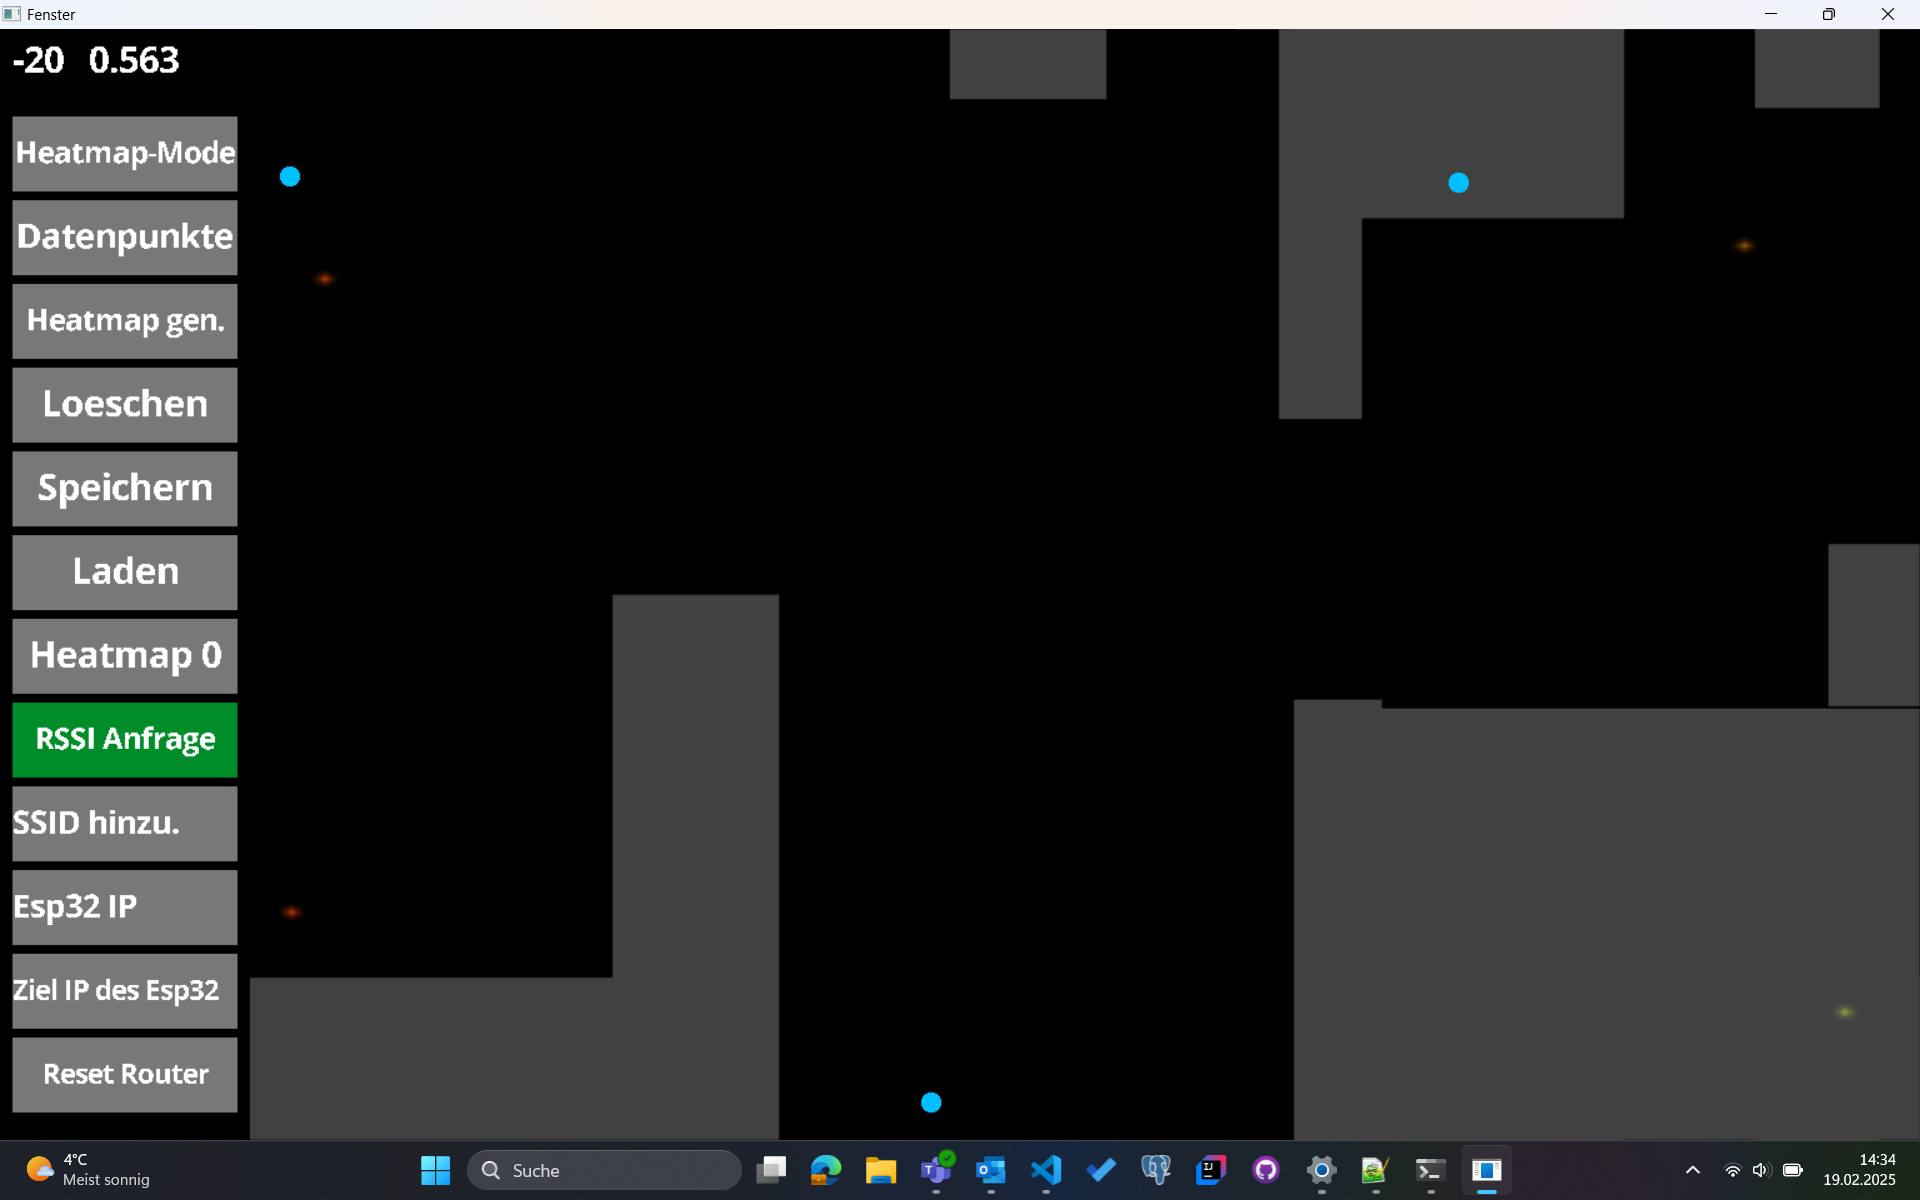 Fenster
-20 0.563
Heatmap-Mode
Datenpunkte
Heatmap gen.
Loeschen
Speichern
Laden
Heatmap 0
RSSI Anfrage
SSID hinzu.
Esp32 IP
Ziel IP des Esp32
Reset Router
4°C
Meist sonnig
Suche
14:34
19.02.2025